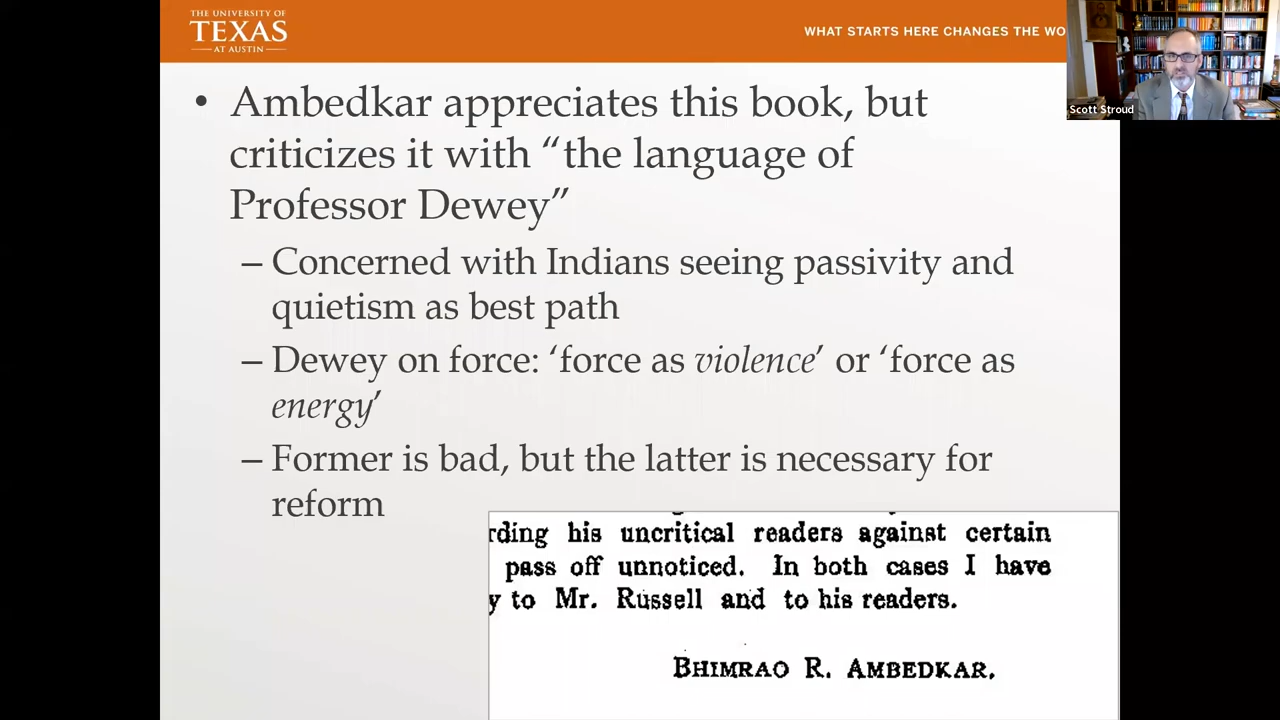 THE UNIVERSITY OF
TEXAS
AT AUSTIN
WHAT STARTS HERE CHANGES THE WO
Scott Stroud
• Ambedkar appreciates this book, but
criticizes it with “the language of
Professor Dewey”
– Concerned with Indians seeing passivity and
quietism as best path
– Dewey on force: ‘force as violence’ or ‘force as
energy’
– Former is bad, but the latter is necessary for
reform
rding his uncritical readers against certain
pass off unnoticed. In both cases I have
y to Mr. Russell and to his readers.
BHIMRAO R. AMBEDKAR.